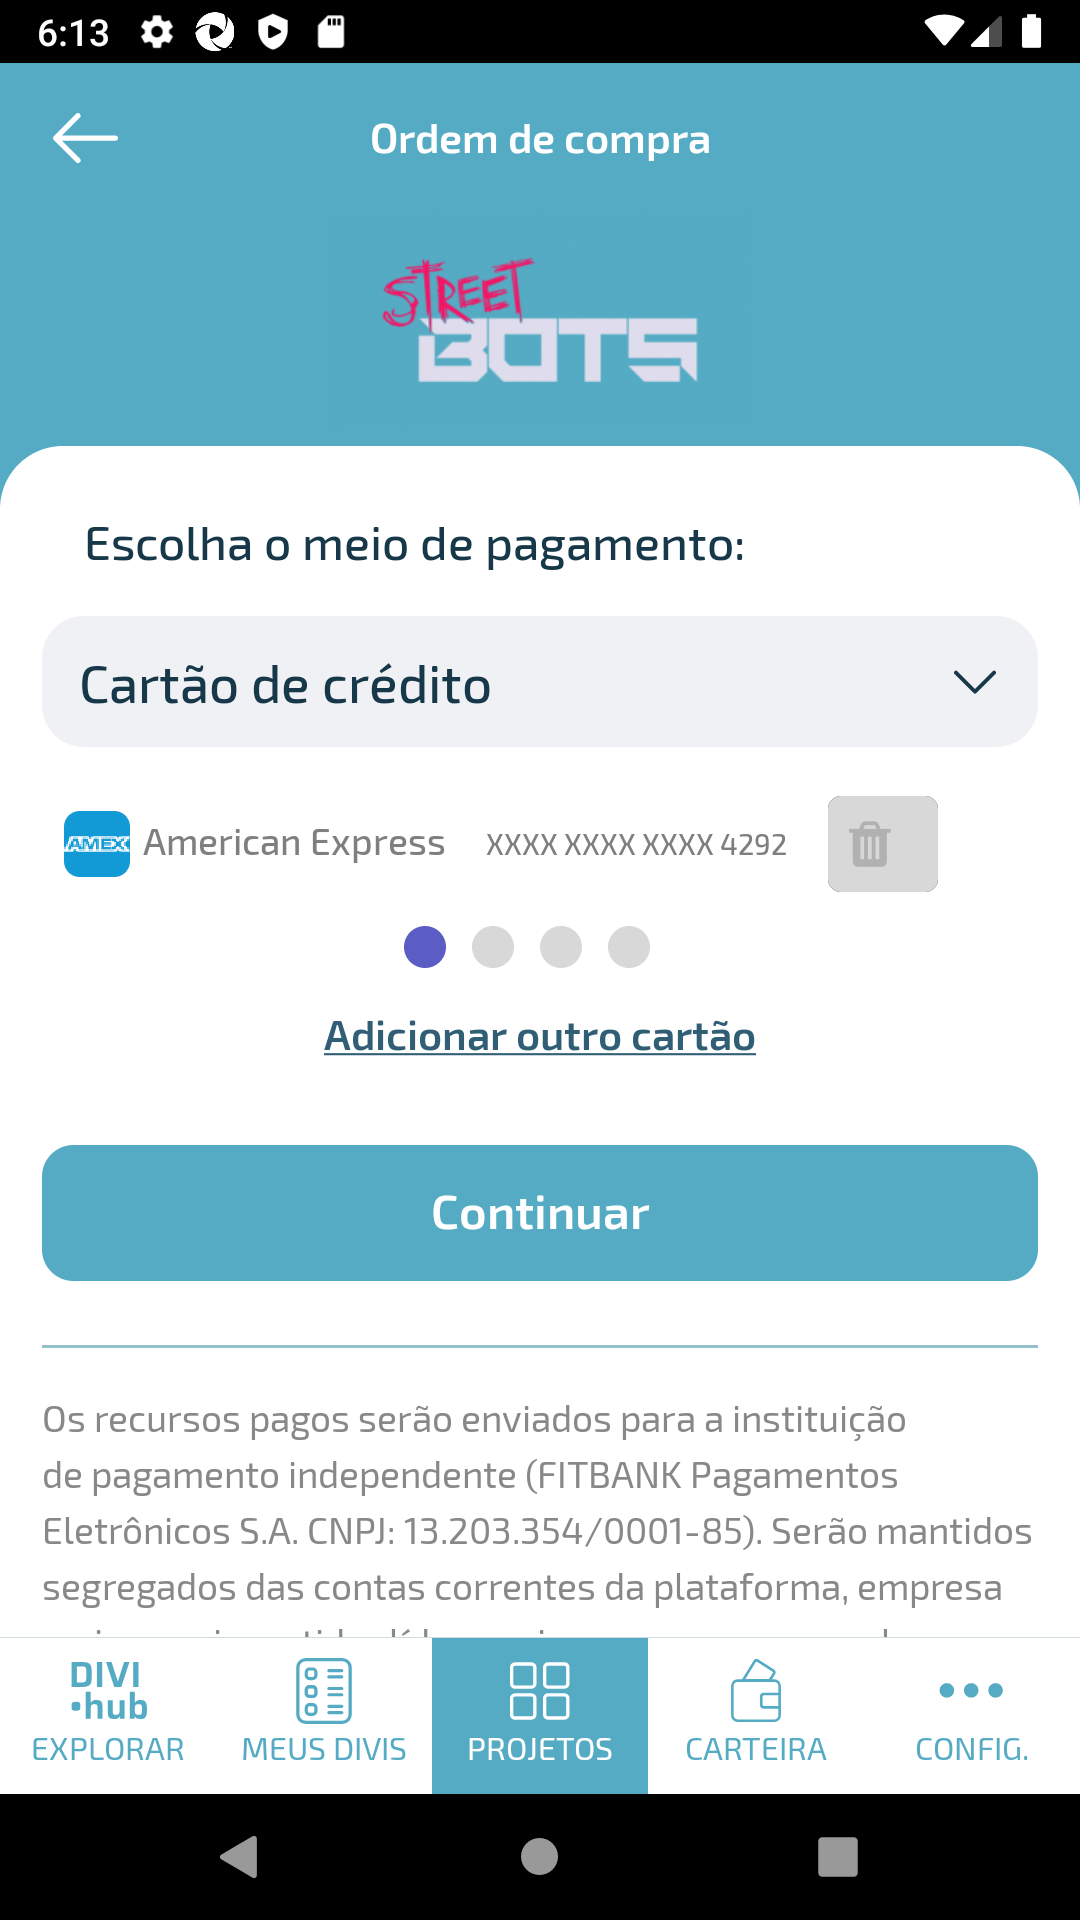 6:13
Ordem de compra
STREET
BOTS
Escolha o meio de pagamento:
Cartão de crédito
AMEX American Express XXXX XXXX XXXX 4292
Adicionar outro cartão
Continuar
Os recursos pagos serão enviados para a instituição
de pagamento independente (FITBANK Pagamentos
Eletrônicos S.A. CNPJ: 13.203.354/0001-85). Serão mantidos
segregados das contas correntes da plataforma, empresa
DIVI
•hub
EXPLORAR MEUS DIVIS PROJETOS CARTEIRA CONFIG.